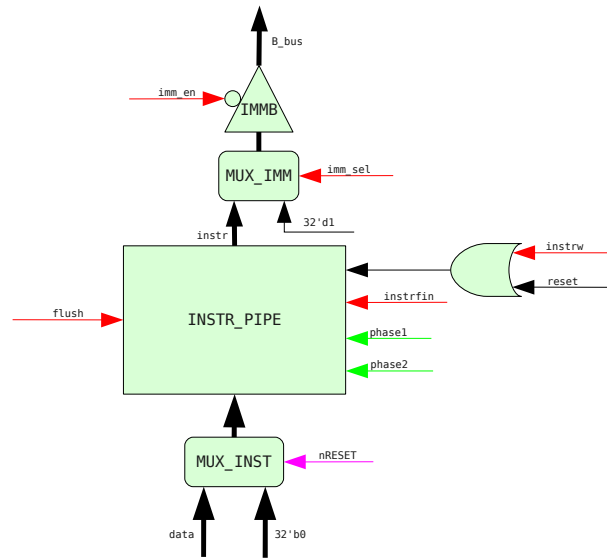 B_bus
imm_en
IMMB
MUX_IMM
imm_sel
32'd1
instr
instrw
reset
INSTR_PIPE
instrfin
flush
phase1
phase2
MUX_INST
nRESET
data
32'b0